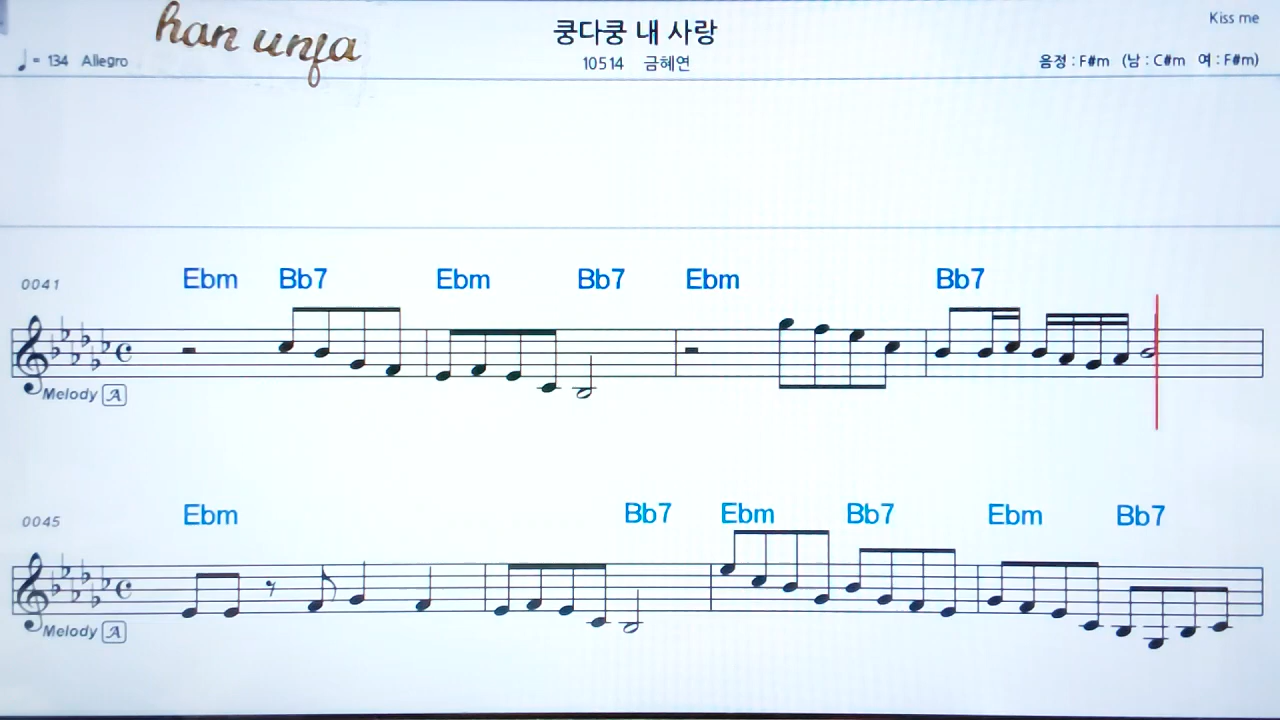 han unja
쿵다쿵 내 사랑
Kiss me
♩= 134 Allegro
10514 금혜연
음정 : F#m (남 : C#m 여 : F#m)
0041
Ebm Bb7 Ebm Bb7 Ebm Bb7
Melody A
0045
Ebm Bb7 Ebm Bb7 Ebm Bb7
Melody A